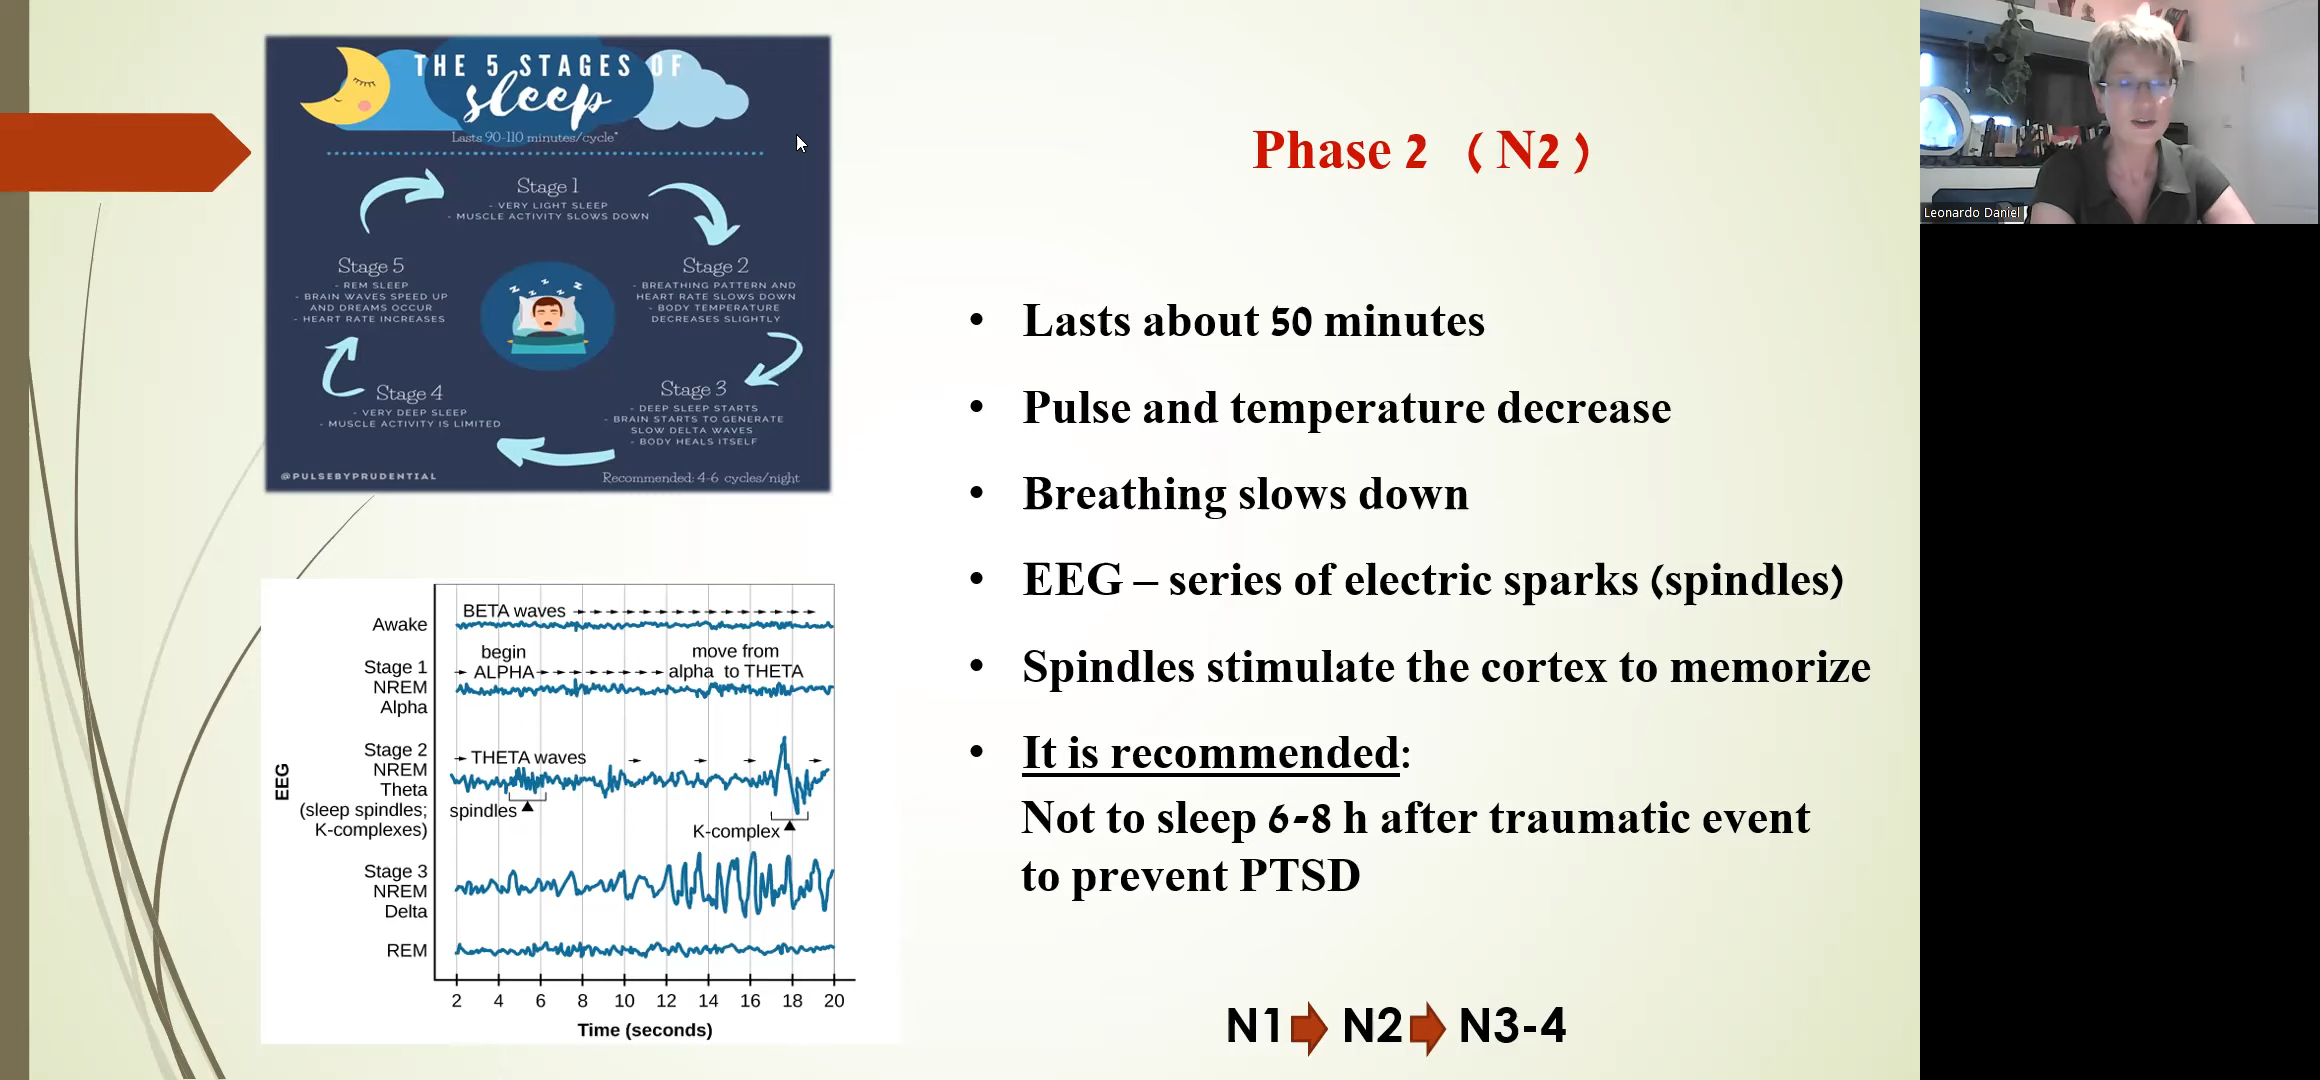 THE 5 STAGES OF
sleep
Lasts 90-110 minutes/cycle*
Stage 1
- VERY LIGHT SLEEP
- MUSCLE ACTIVITY SLOWS DOWN
Stage 2
- BREATHING PATTERN AND
HEART RATE SLOWS DOWN
- BODY TEMPERATURE
DECREASES SLIGHTLY
Stage 3
- DEEP SLEEP STARTS
- BRAIN STARTS TO GENERATE
SLOW DELTA WAVES
- BODY HEALS ITSELF
Stage 4
- VERY DEEP SLEEP
- MUSCLE ACTIVITY IS LIMITED
Stage 5
- REM SLEEP
- BRAIN WAVES SPEED UP
AND DREAMS OCCUR
- HEART RATE INCREASES
z z z z z
@PULSEBYPRUDENTIAL
Recommended: 4-6 cycles/night
EEG
Awake
BETA waves
Stage 1
NREM
Alpha
begin
ALPHA
move from
alpha to THETA
Stage 2
NREM
Theta
(sleep spindles;
K-complexes)
THETA waves
spindles
K-complex
Stage 3
NREM
Delta
REM
2 4 6 8 10 12 14 16 18 20
Time (seconds)
Phase 2 ( N2 )
• Lasts about 50 minutes
• Pulse and temperature decrease
• Breathing slows down
• EEG – series of electric sparks (spindles)
• Spindles stimulate the cortex to memorize
• It is recommended:
Not to sleep 6-8 h after traumatic event
to prevent PTSD
N1 N2 N3-4
Leonardo Daniel